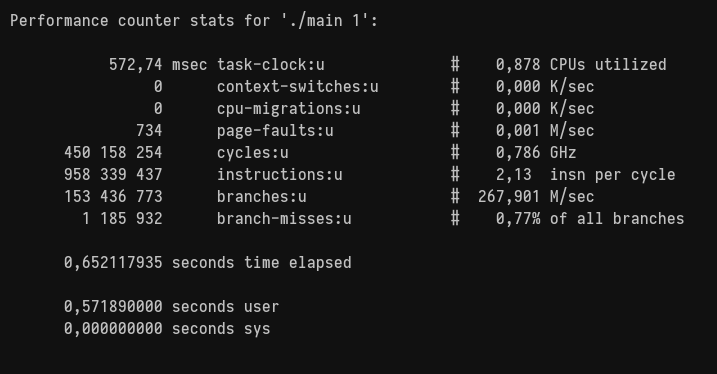 Performance counter stats for './main 1':
572,74 msec task-clock:u # 0,878 CPUs utilized
0 context-switches:u # 0,000 K/sec
0 cpu-migrations:u # 0,000 K/sec
734 page-faults:u # 0,001 M/sec
450 158 254 cycles:u # 0,786 GHz
958 339 437 instructions:u # 2,13 insn per cycle
153 436 773 branches:u # 267,901 M/sec
1 185 932 branch-misses:u # 0,77% of all branches
0,652117935 seconds time elapsed
0,571890000 seconds user
0,000000000 seconds sys